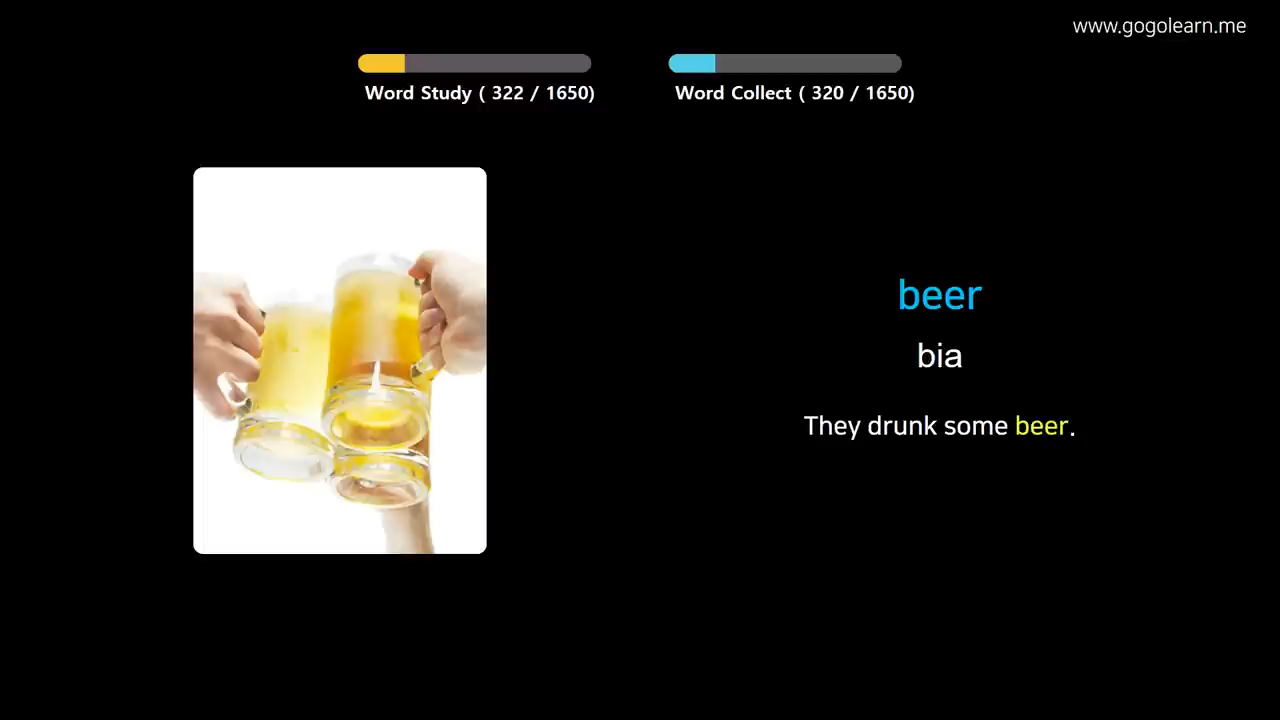 www.gogolearn.me
Word Study ( 322 / 1650)
Word Collect ( 320 / 1650)
beer
bia
They drunk some beer.